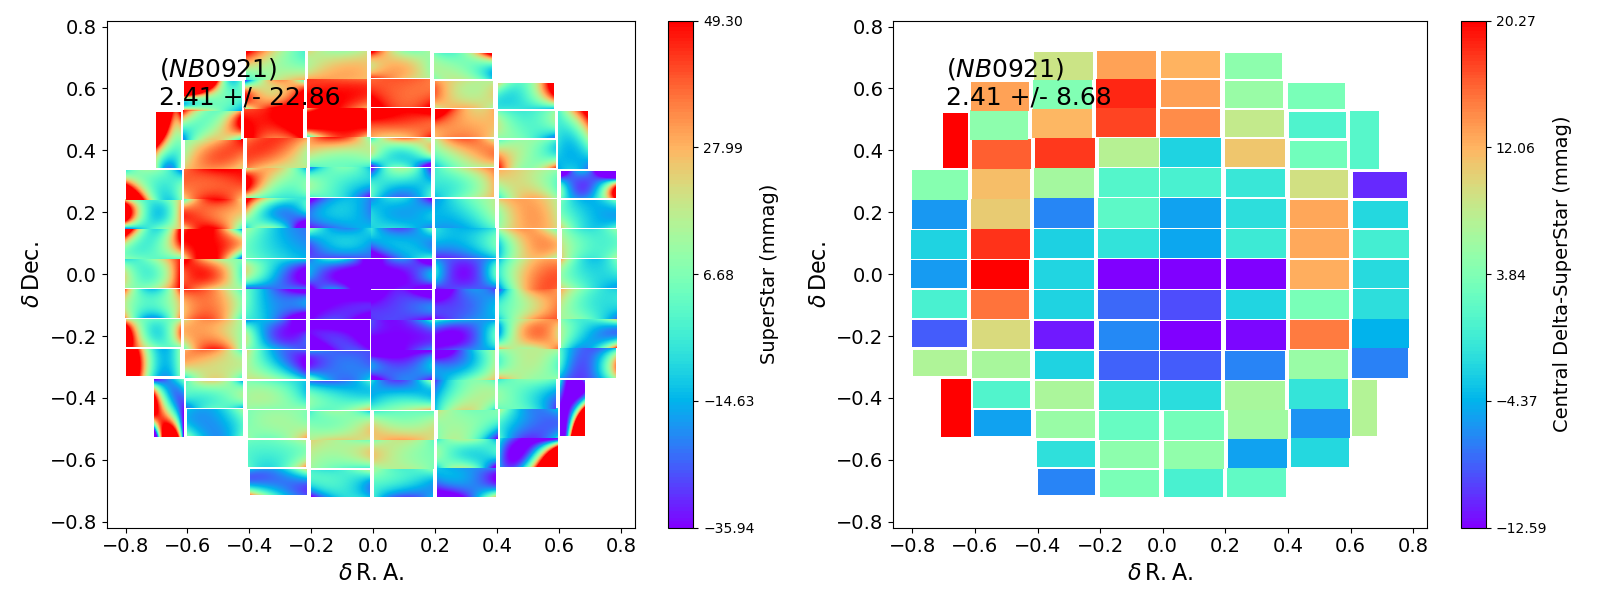 (NB0921)
2.41 +/- 22.86
0.8
0.6
0.4
0.2
0.0
−0.2
−0.4
−0.6
−0.8
δ Dec.
−0.8 −0.6 −0.4 −0.2 0.0 0.2 0.4 0.6 0.8
δ R. A.
49.30
27.99
6.68
−14.63
−35.94
SuperStar (mmag)
(NB0921)
2.41 +/- 8.68
0.8
0.6
0.4
0.2
0.0
−0.2
−0.4
−0.6
−0.8
δ Dec.
−0.8 −0.6 −0.4 −0.2 0.0 0.2 0.4 0.6 0.8
δ R. A.
20.27
12.06
3.84
−4.37
−12.59
Central Delta-SuperStar (mmag)